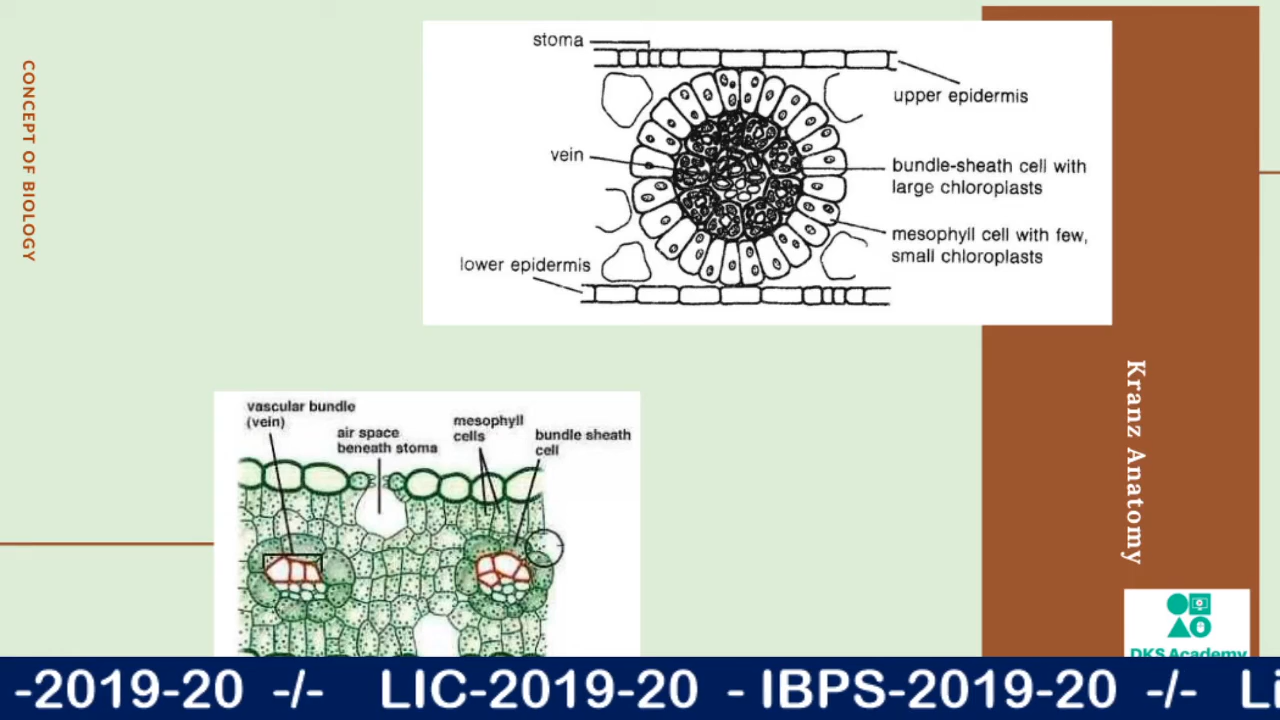 CONCEPT OF BIOLOGY
stoma
upper epidermis
vein
bundle-sheath cell with
large chloroplasts
mesophyll cell with few,
small chloroplasts
lower epidermis
Kranz Anatomy
vascular bundle
(vein)
air space
beneath stoma
mesophyll
cells
bundle sheath
cell
DKS Academy
-2019-20 -/- LIC-2019-20 - IBPS-2019-20 -/- Li